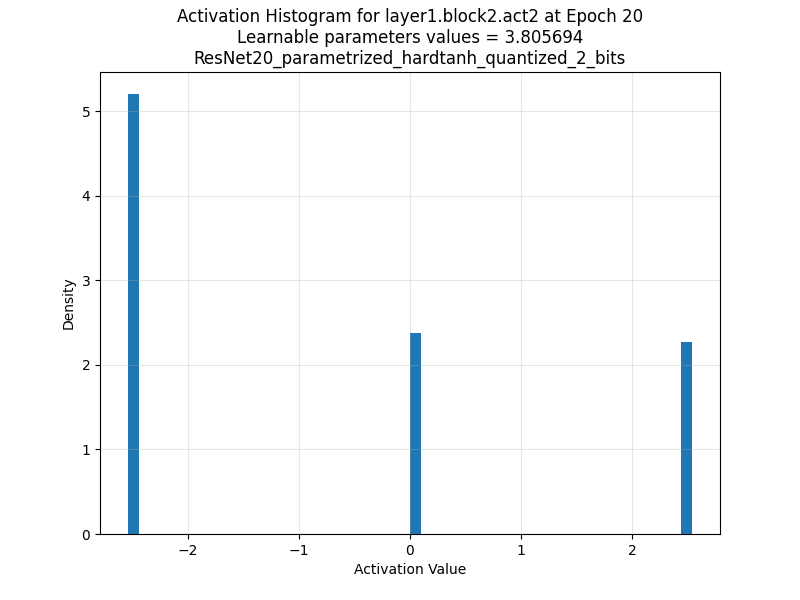 Activation Histogram for layer1.block2.act2 at Epoch 20
Learnable parameters values = 3.805694
ResNet20_parametrized_hardtanh_quantized_2_bits
5
4
3
2
1
0
Density
−2
−1
0
1
2
Activation Value